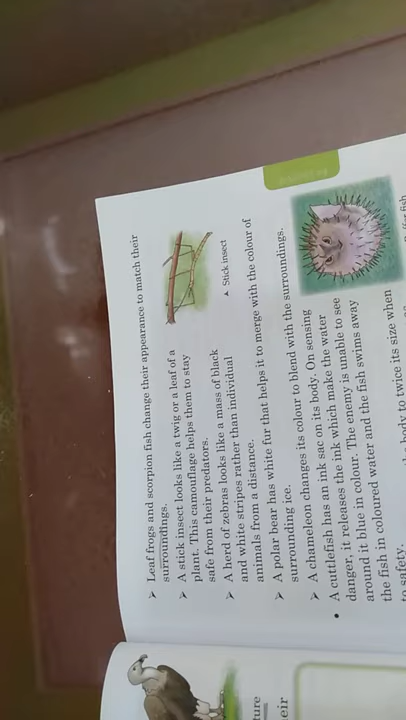 ➢ Leaf frogs and scorpion fish change their appearance to match their
surroundings.
➢ A stick insect looks like a twig or a leaf of a
plant. This camouflage helps them to stay
safe from their predators.
▲ Stick insect
➢ A herd of zebras looks like a mass of black
and white stripes rather than individual
animals from a distance.
➢ A polar bear has white fur that helps it to merge with the colour of
surrounding ice.
➢ A chameleon changes its colour to blend with the surroundings.
• A cuttlefish has an ink sac on its body. On sensing
danger, it releases the ink which make the water
around it blue in colour. The enemy is unable to see
the fish in coloured water and the fish swims away
to safety.
body to twice its size when
fish
ture
eir